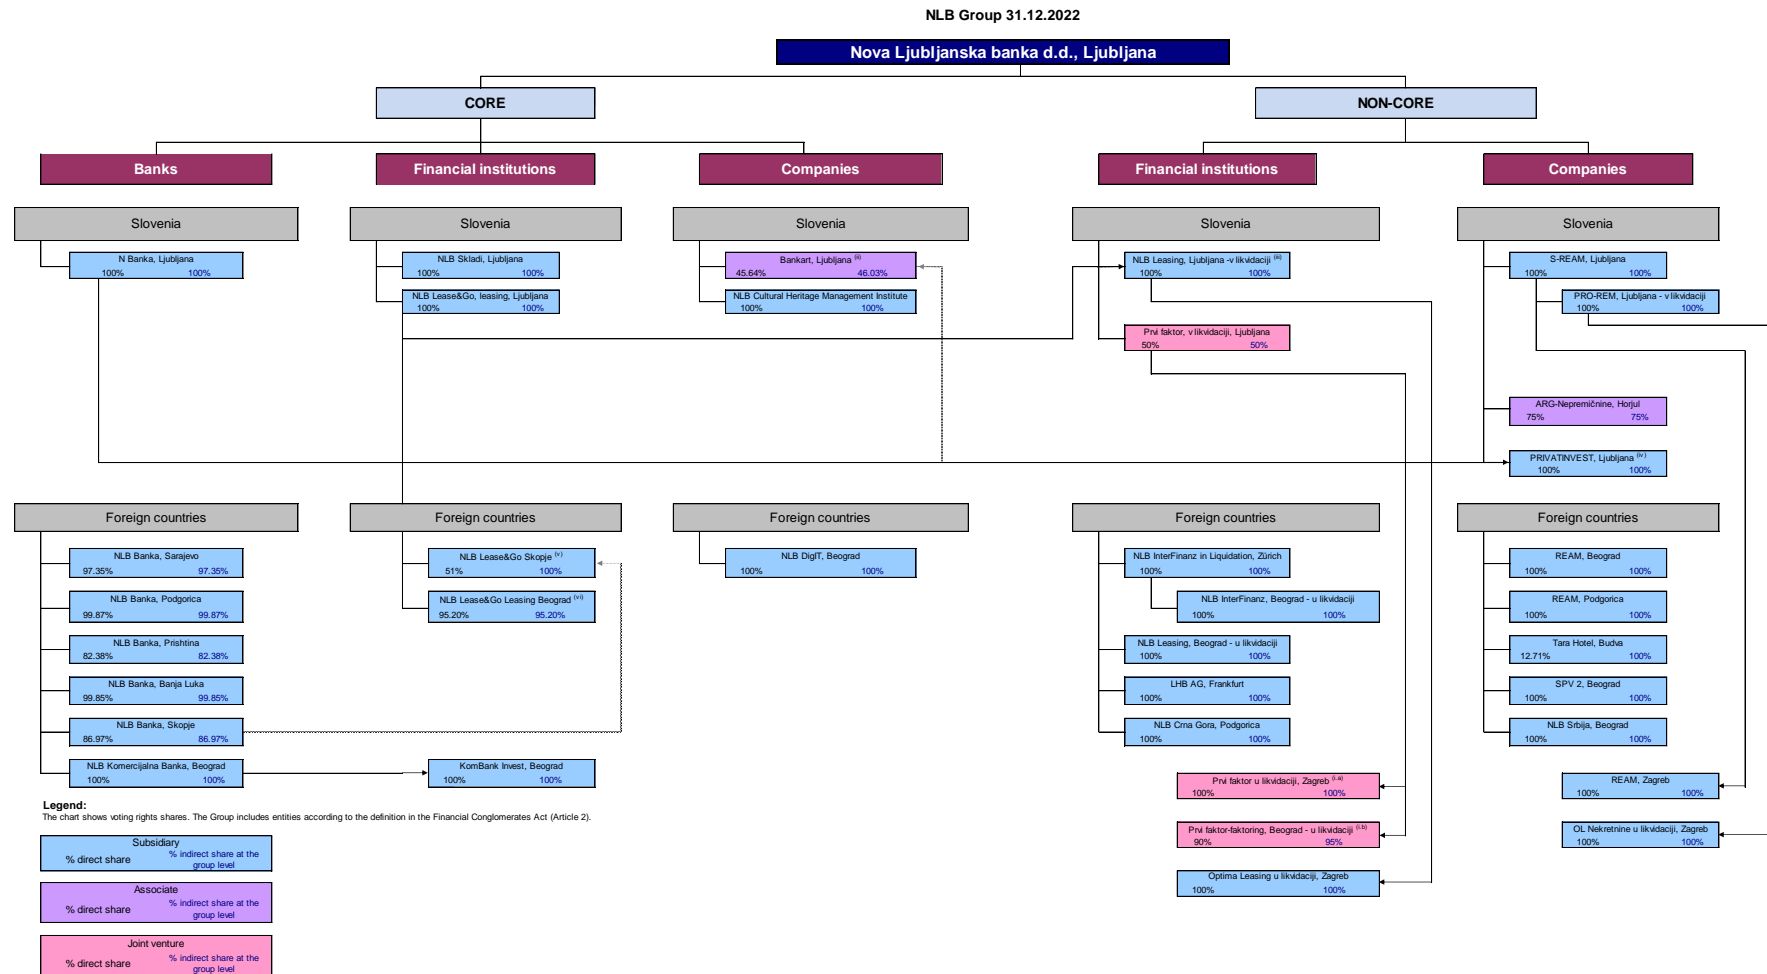 NLB Group 31.12.2022
Nova Ljubljanska banka d.d., Ljubljana
CORE
NON-CORE
Banks
Financial institutions
Companies
Financial institutions
Companies
Slovenia
Slovenia
Slovenia
Slovenia
Slovenia
N Banka, Ljubljana
100% 100%
NLB Skladi, Ljubljana
100% 100%
Bankart, Ljubljana (ii)
45.64% 46.03%
NLB Leasing, Ljubljana -v likvidaciji (iii)
100% 100%
S-REAM, Ljubljana
100% 100%
NLB Lease&Go, leasing, Ljubljana
100% 100%
NLB Cultural Heritage Management Institute
100% 100%
PRO-REM, Ljubljana - v likvidaciji
100% 100%
Prvi faktor, v likvidaciji, Ljubljana
50% 50%
ARG-Nepremičnine, Horjul
75% 75%
PRIVATINVEST, Ljubljana (iv)
100% 100%
Foreign countries
Foreign countries
Foreign countries
Foreign countries
Foreign countries
NLB Banka, Sarajevo
97.35% 97.35%
NLB Lease&Go Skopje (v)
51% 100%
NLB DigIT, Beograd
100% 100%
NLB InterFinanz in Liquidation, Zürich
100% 100%
REAM, Beograd
100% 100%
NLB Banka, Podgorica
99.87% 99.87%
NLB Lease&Go Leasing Beograd (vi)
95.20% 95.20%
NLB InterFinanz, Beograd - u likvidaciji
100% 100%
REAM, Podgorica
100% 100%
NLB Banka, Prishtina
82.38% 82.38%
NLB Leasing, Beograd - u likvidaciji
100% 100%
Tara Hotel, Budva
12.71% 100%
NLB Banka, Banja Luka
99.85% 99.85%
LHB AG, Frankfurt
100% 100%
SPV 2, Beograd
100% 100%
NLB Banka, Skopje
86.97% 86.97%
NLB Crna Gora, Podgorica
100% 100%
NLB Srbija, Beograd
100% 100%
NLB Komercijalna Banka, Beograd
100% 100%
KomBank Invest, Beograd
100% 100%
Prvi faktor u likvidaciji, Zagreb (i.a)
100% 100%
REAM, Zagreb
100% 100%
Legend:
The chart shows voting rights shares. The Group includes entities according to the definition in the Financial Conglomerates Act (Article 2).
Prvi faktor-faktoring, Beograd - u likvidaciji (i.b)
90% 95%
OL Nekretnine u likvidaciji, Zagreb
100% 100%
Optima Leasing u likvidaciji, Zagreb
100% 100%
Subsidiary
% direct share % indirect share at the
group level
Associate
% direct share % indirect share at the
group level
Joint venture
% direct share % indirect share at the
group level